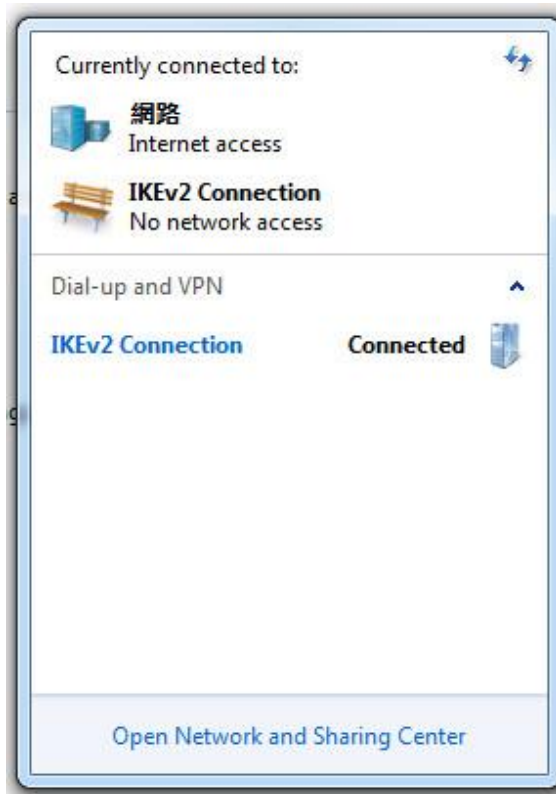 Currently connected to:
網路
Internet access
IKEv2 Connection
No network access
Dial-up and VPN
IKEv2 Connection Connected
Open Network and Sharing Center